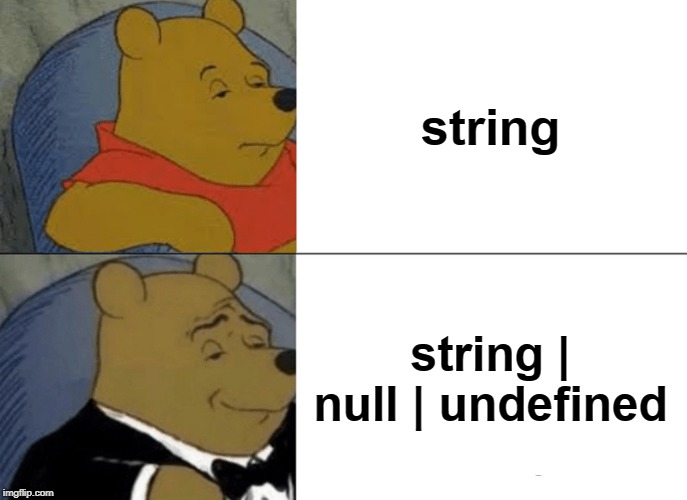 string
string |
null | undefined
imgflip.com